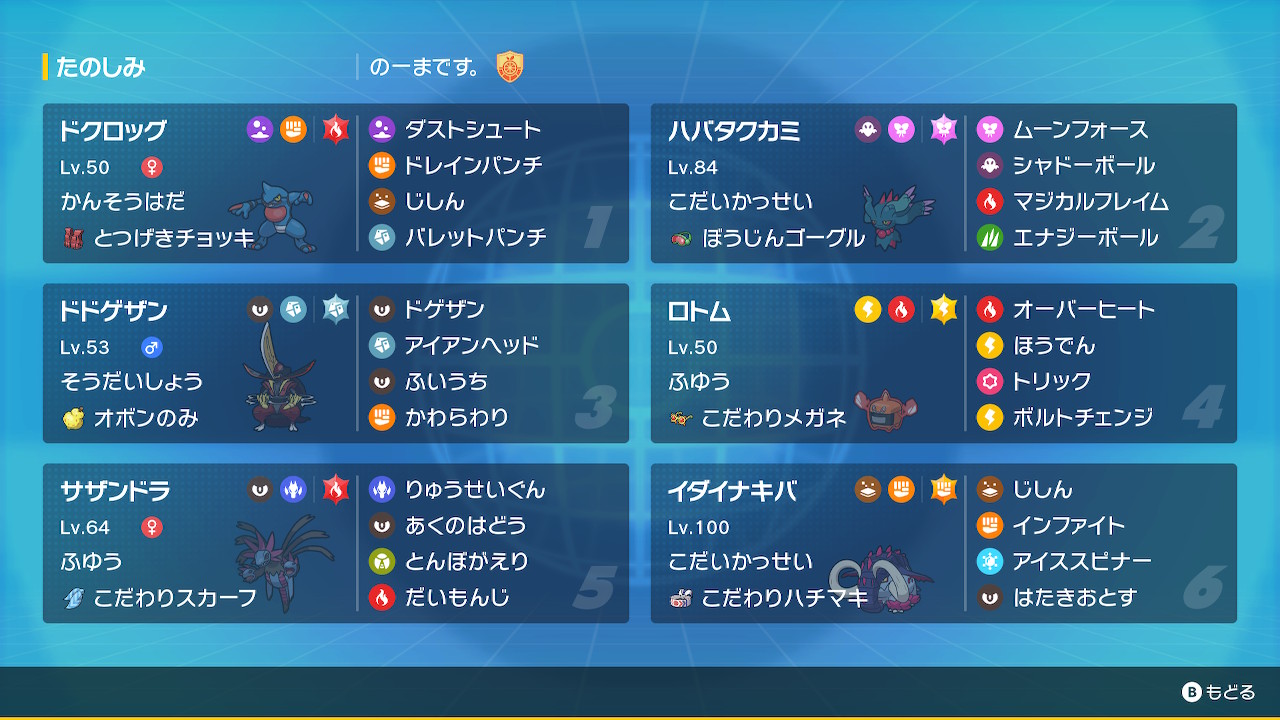 たのしみ
のーまです。
ドクロッグ
Lv.50
かんそうはだ
とつげきチョッキ
ダストシュート
ドレインパンチ
じしん
バレットパンチ
1
ハバタクカミ
Lv.84
こだいかっせい
ぼうじんゴーグル
ムーンフォース
シャドーボール
マジカルフレイム
エナジーボール
2
ドドゲザン
Lv.53
そうだいしょう
オボンのみ
ドゲザン
アイアンヘッド
ふいうち
かわらわり
3
ロトム
Lv.50
ふゆう
こだわりメガネ
オーバーヒート
ほうでん
トリック
ボルトチェンジ
4
サザンドラ
Lv.64
ふゆう
こだわりスカーフ
りゅうせいぐん
あくのはどう
とんぼがえり
だいもんじ
5
イダイナキバ
Lv.100
こだいかっせい
こだわりハチマキ
じしん
インファイト
アイススピナー
はたきおとす
6
B もどる